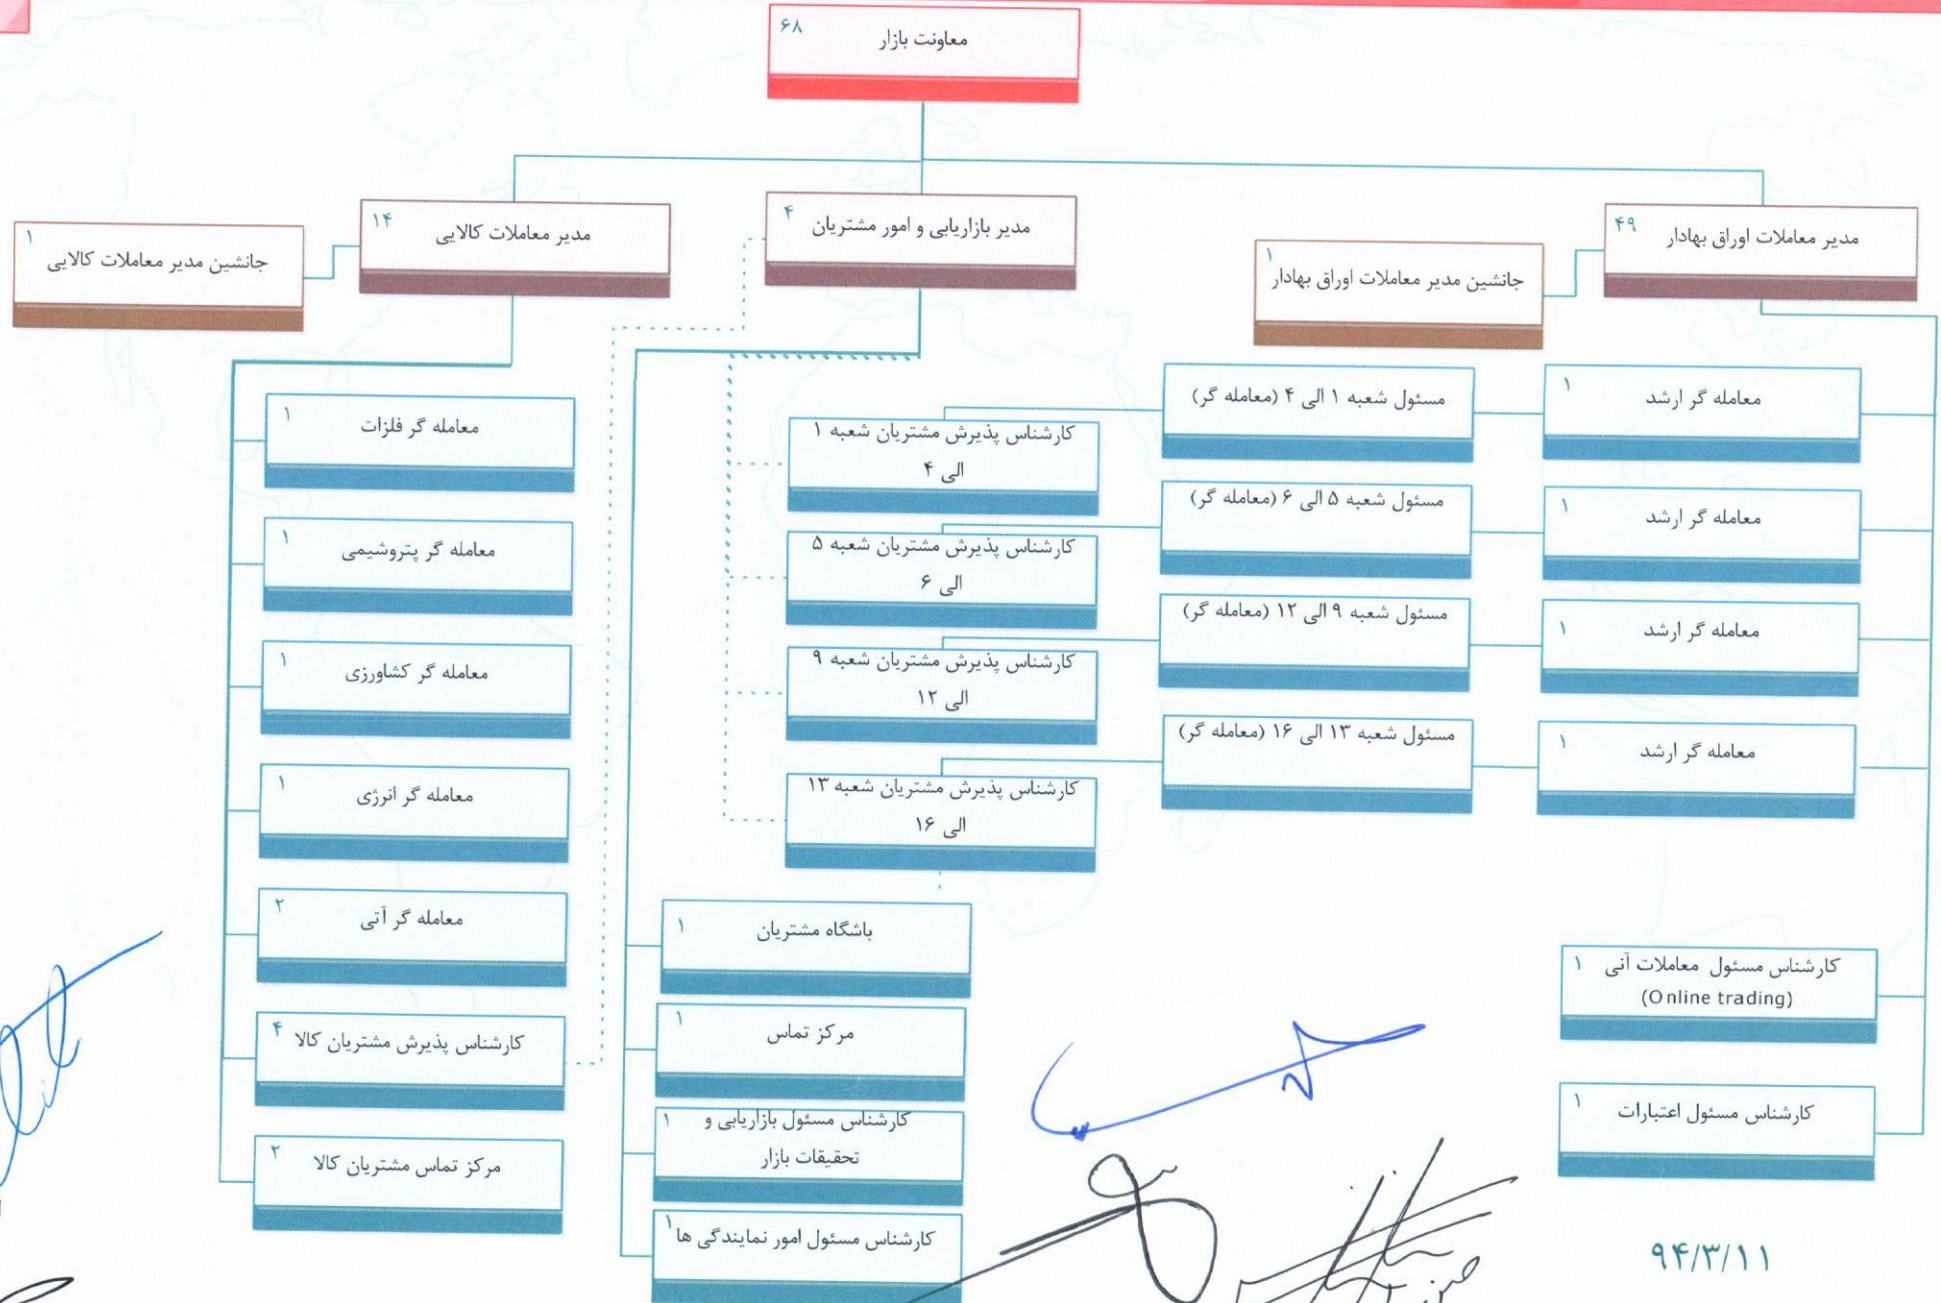 معاونت بازار
۶۸
مدیر معاملات اوراق بهادار
۴۹
جانشین مدیر معاملات اوراق بهادار
۱
مدیر بازاریابی و امور مشتریان
۴
مدیر معاملات کالایی
۱۴
جانشین مدیر معاملات کالایی
۱
معامله گر ارشد
۱
مسئول شعبه ۱ الی ۴ (معامله گر)
کارشناس پذیرش مشتریان شعبه ۱
الی ۴
معامله گر ارشد
۱
مسئول شعبه ۵ الی ۶ (معامله گر)
کارشناس پذیرش مشتریان شعبه ۵
الی ۶
معامله گر ارشد
۱
مسئول شعبه ۹ الی ۱۲ (معامله گر)
کارشناس پذیرش مشتریان شعبه ۹
الی ۱۲
معامله گر ارشد
۱
مسئول شعبه ۱۳ الی ۱۶ (معامله گر)
کارشناس پذیرش مشتریان شعبه ۱۳
الی ۱۶
کارشناس مسئول معاملات آنی
(Online trading)
۱
کارشناس مسئول اعتبارات
۱
باشگاه مشتریان
۱
مرکز تماس
۱
کارشناس مسئول بازاریابی و
تحقیقات بازار
۱
کارشناس مسئول امور نمایندگی ها
۱
معامله گر فلزات
۱
معامله گر پتروشیمی
۱
معامله گر کشاورزی
۱
معامله گر انرژی
۱
معامله گر آتی
۲
کارشناس پذیرش مشتریان کالا
۴
مرکز تماس مشتریان کالا
۲
۹۴/۳/۱۱